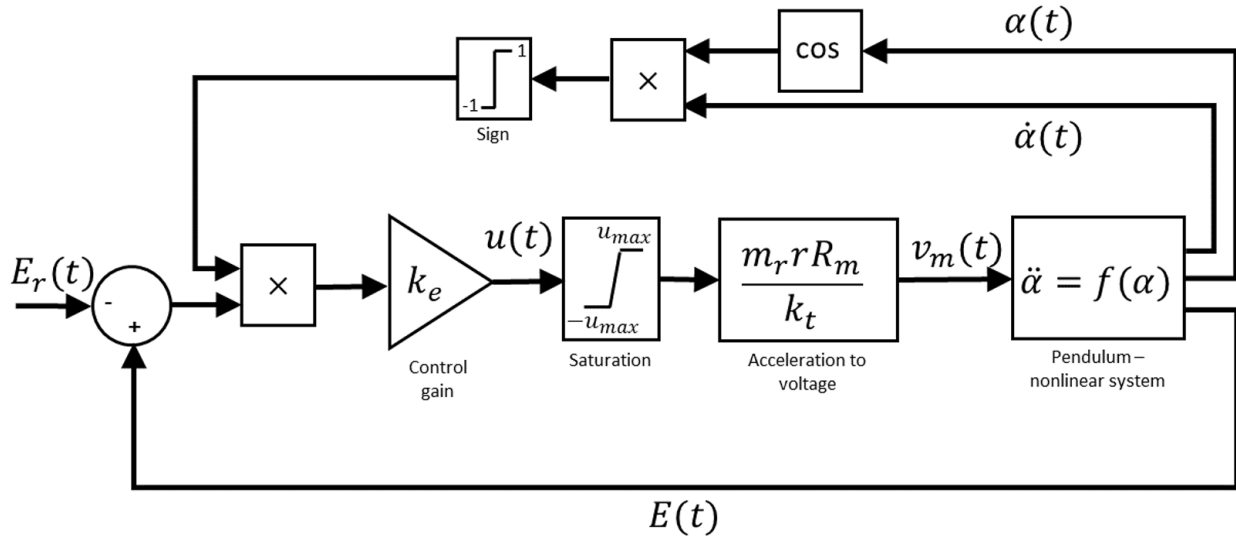 α(t)
cos
1
-1
×
Sign
α̇(t)
E_r(t)
-
+
×
k_e
u(t)
u_max
-u_max
m_r r R_m
k_t
v_m(t)
α̈ = f(α)
Control
gain
Saturation
Acceleration to
voltage
Pendulum –
nonlinear system
E(t)